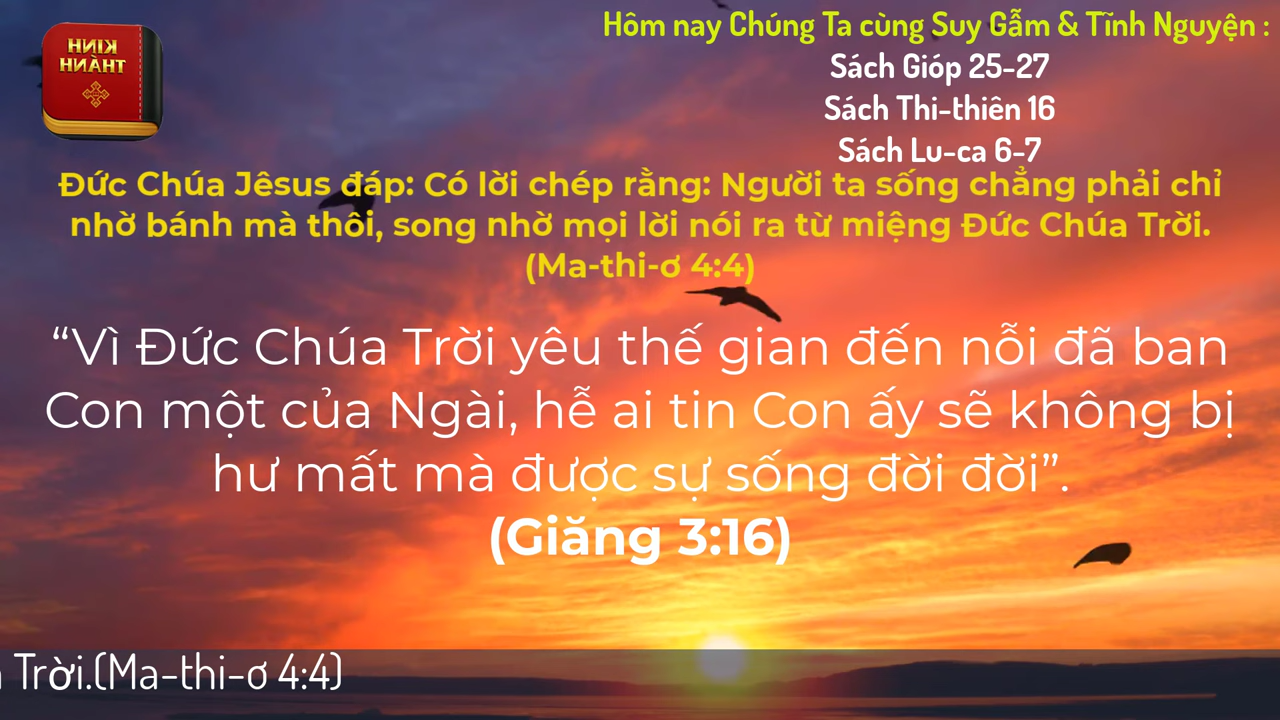 KINH
THÁNH
Hôm nay Chúng Ta cùng Suy Gẫm & Tĩnh Nguyện :
Sách Gióp 25-27
Sách Thi-thiên 16
Sách Lu-ca 6-7
Đức Chúa Jêsus đáp: Có lời chép rằng: Người ta sống chẳng phải chỉ
nhờ bánh mà thôi, song nhờ mọi lời nói ra từ miệng Đức Chúa Trời.
(Ma-thi-ơ 4:4)
“Vì Đức Chúa Trời yêu thế gian đến nỗi đã ban
Con một của Ngài, hễ ai tin Con ấy sẽ không bị
hư mất mà được sự sống đời đời”.
(Giăng 3:16)
Trời.(Ma-thi-ơ 4:4)